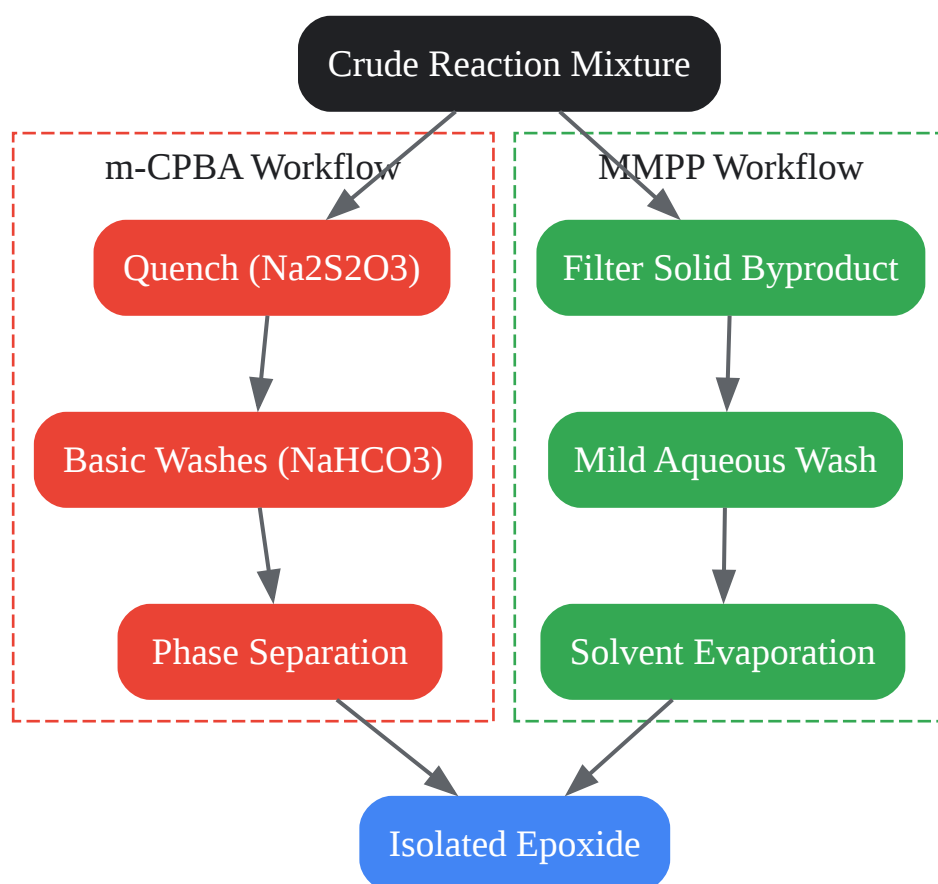 Crude Reaction Mixture
m-CPBA Workflow
Quench (Na2S2O3)
Basic Washes (NaHCO3)
Phase Separation
MMPP Workflow
Filter Solid Byproduct
Mild Aqueous Wash
Solvent Evaporation
Isolated Epoxide